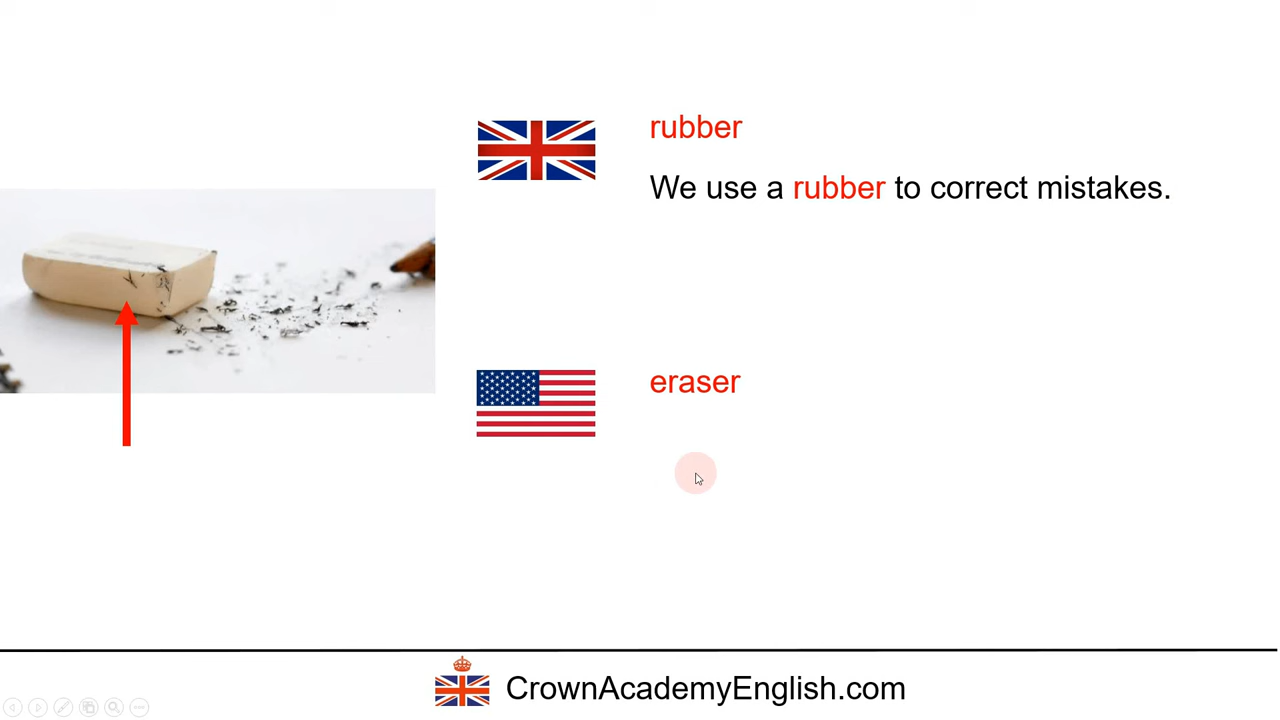 rubber
We use a rubber to correct mistakes.
eraser
CrownAcademyEnglish.com